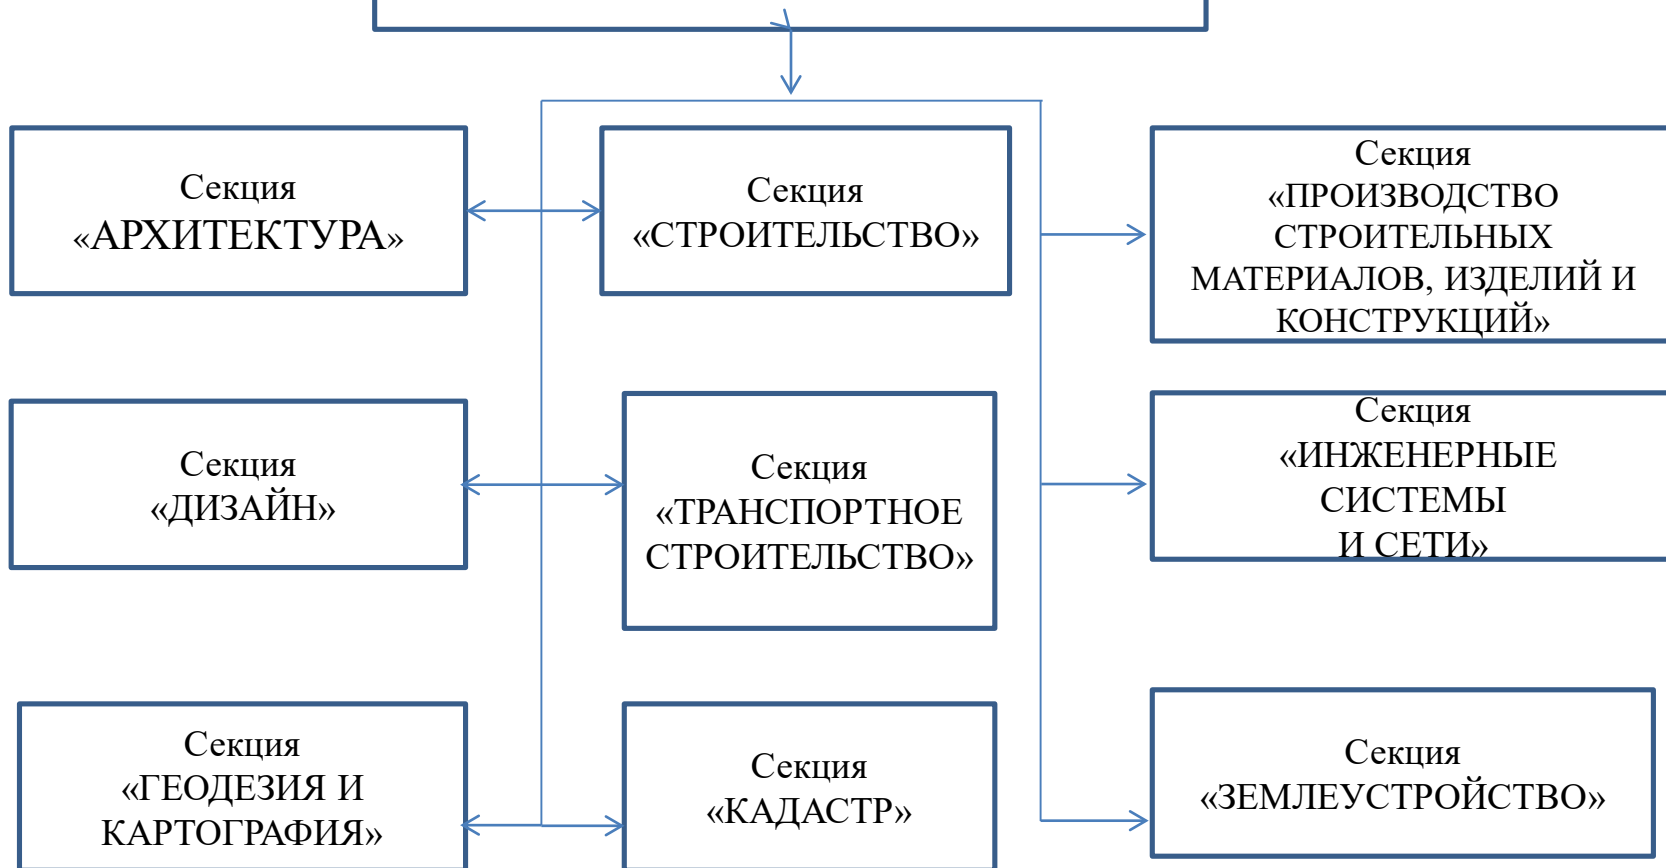 Секция
«АРХИТЕКТУРА»
Секция
«СТРОИТЕЛЬСТВО»
Секция
«ПРОИЗВОДСТВО
СТРОИТЕЛЬНЫХ
МАТЕРИАЛОВ, ИЗДЕЛИЙ И
КОНСТРУКЦИЙ»
Секция
«ДИЗАЙН»
Секция
«ТРАНСПОРТНОЕ
СТРОИТЕЛЬСТВО»
Секция
«ИНЖЕНЕРНЫЕ
СИСТЕМЫ
И СЕТИ»
Секция
«ГЕОДЕЗИЯ И
КАРТОГРАФИЯ»
Секция
«КАДАСТР»
Секция
«ЗЕМЛЕУСТРОЙСТВО»